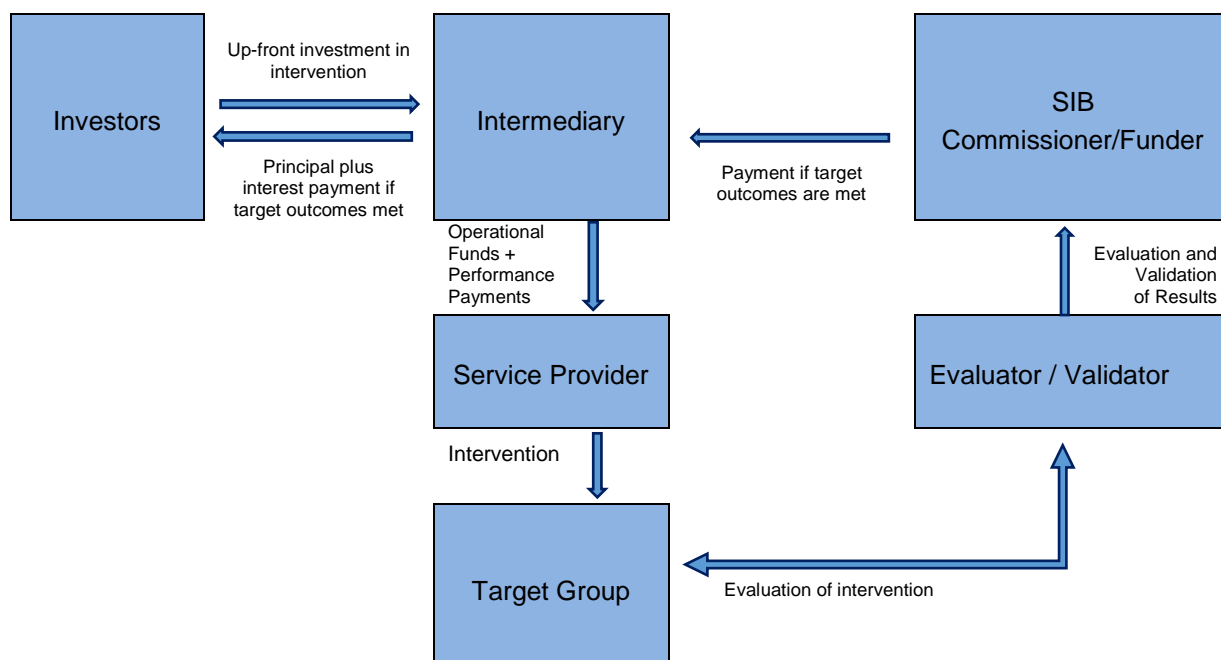 Up-front investment in
intervention
Investors
Intermediary
SIB
Commissioner/Funder
Principal plus
interest payment if
target outcomes met
Payment if target
outcomes are met
Operational
Funds +
Performance
Payments
Evaluation and
Validation
of Results
Service Provider
Evaluator / Validator
Intervention
Target Group
Evaluation of intervention